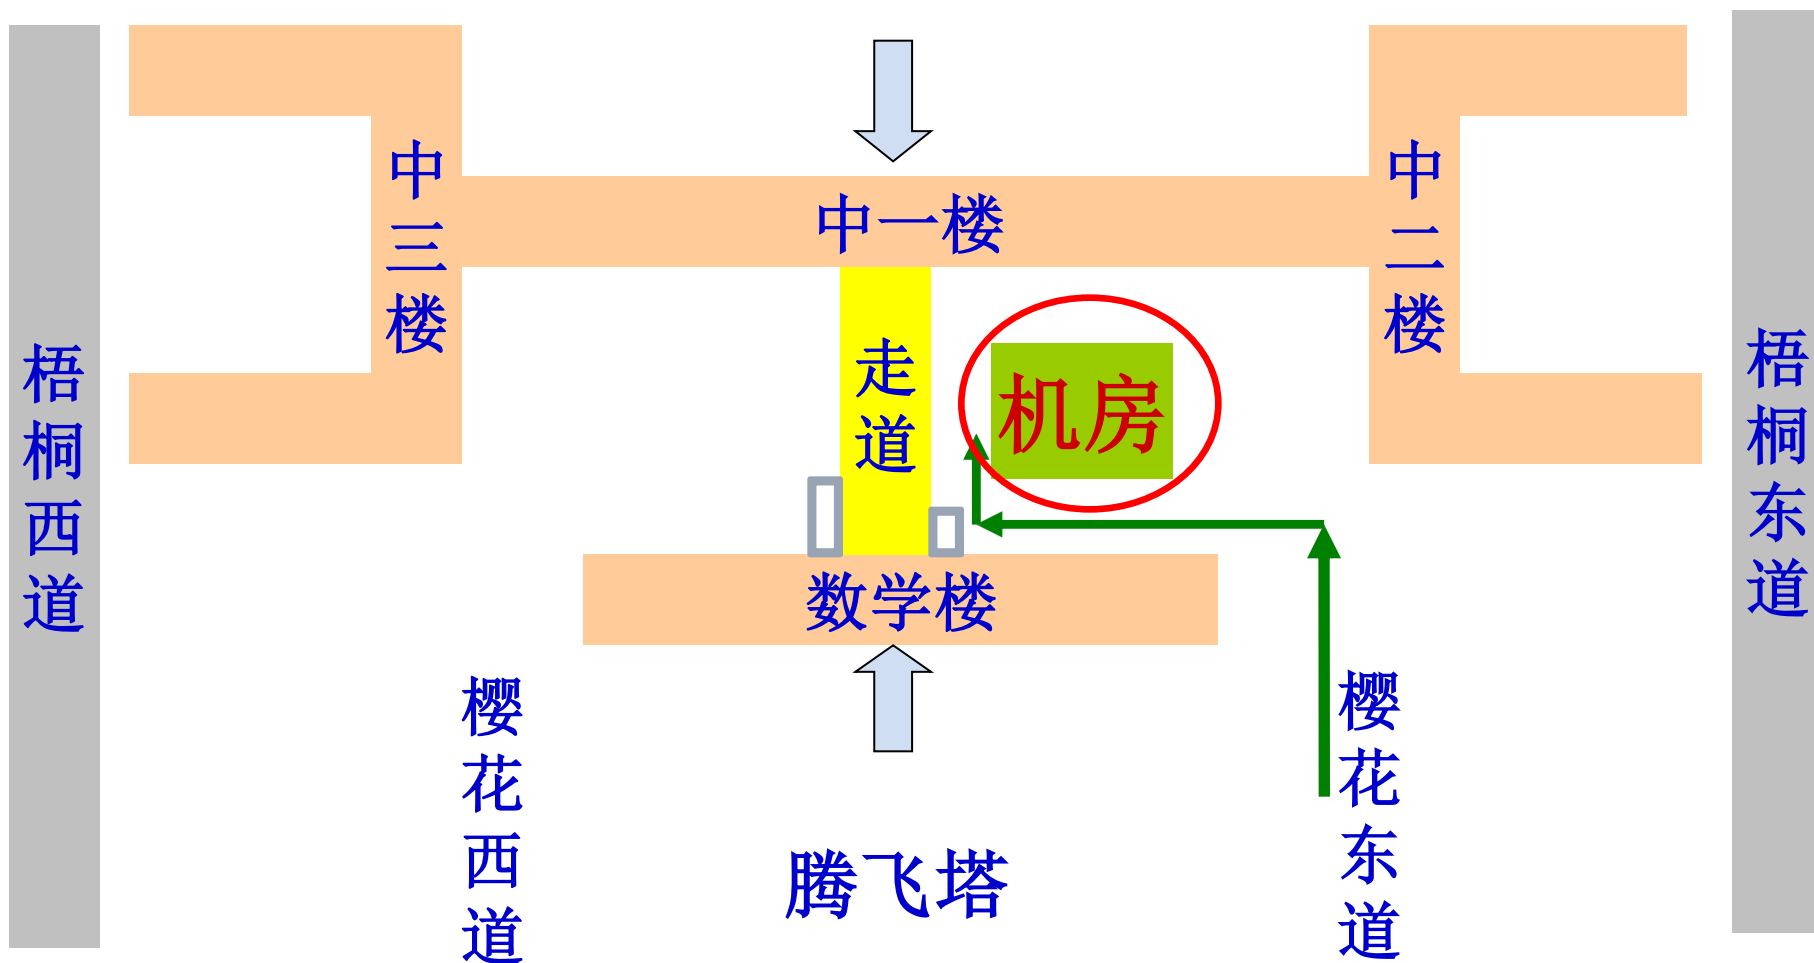 中三楼
中一楼
中二楼
走道
机房
梧桐西道
梧桐东道
数学楼
樱花西道
樱花东道
腾飞塔